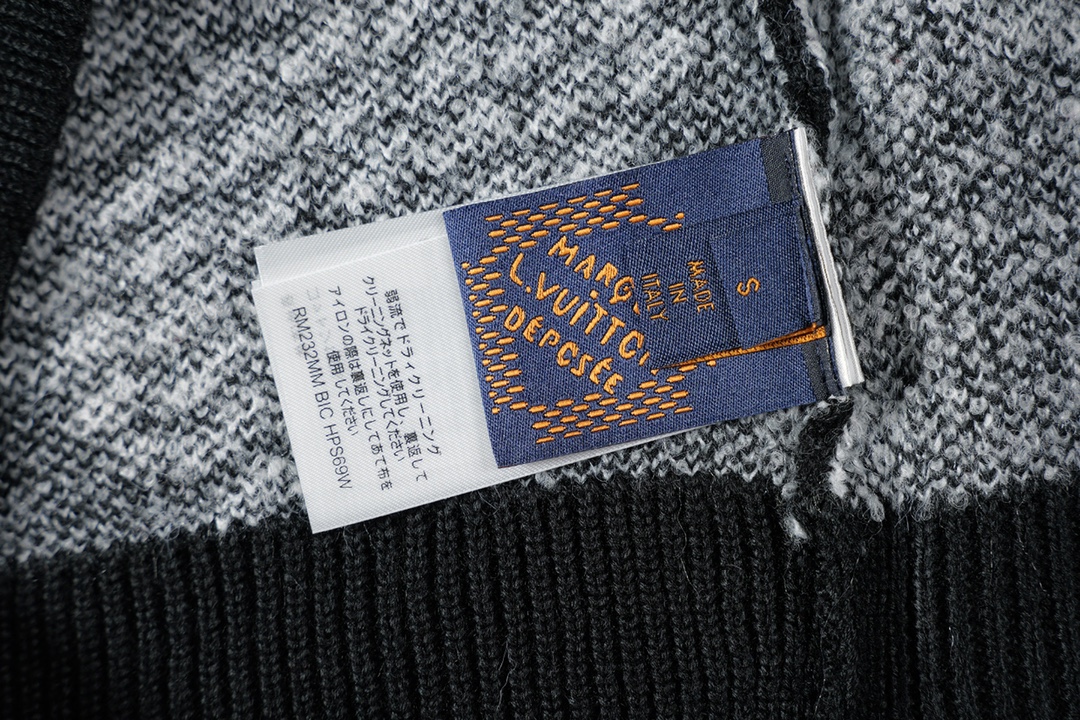 MARQ
L.VUITTO
DEPOSÉE
MADE
IN
ITALY
S
弱流でドライクリーニング
クリーニングネットを使用し、裏返して
ドライクリーニングしてください
アイロンの際は裏返しにしてあて布を
使用してください
RM232MM BIC HPS69W